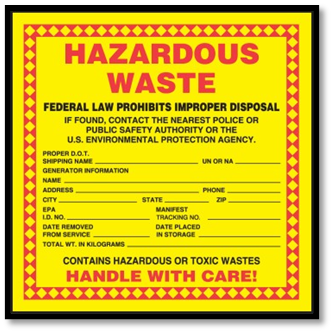 HAZARDOUS
WASTE
FEDERAL LAW PROHIBITS IMPROPER DISPOSAL
IF FOUND, CONTACT THE NEAREST POLICE OR
PUBLIC SAFETY AUTHORITY OR THE
U.S. ENVIRONMENTAL PROTECTION AGENCY.
PROPER D.O.T.
SHIPPING NAME UN OR NA
GENERATOR INFORMATION
NAME
ADDRESS PHONE
CITY STATE ZIP
EPA MANIFEST
I.D. NO. TRACKING NO.
DATE REMOVED DATE PLACED
FROM SERVICE IN STORAGE
TOTAL WT. IN KILOGRAMS
CONTAINS HAZARDOUS OR TOXIC WASTES
HANDLE WITH CARE!